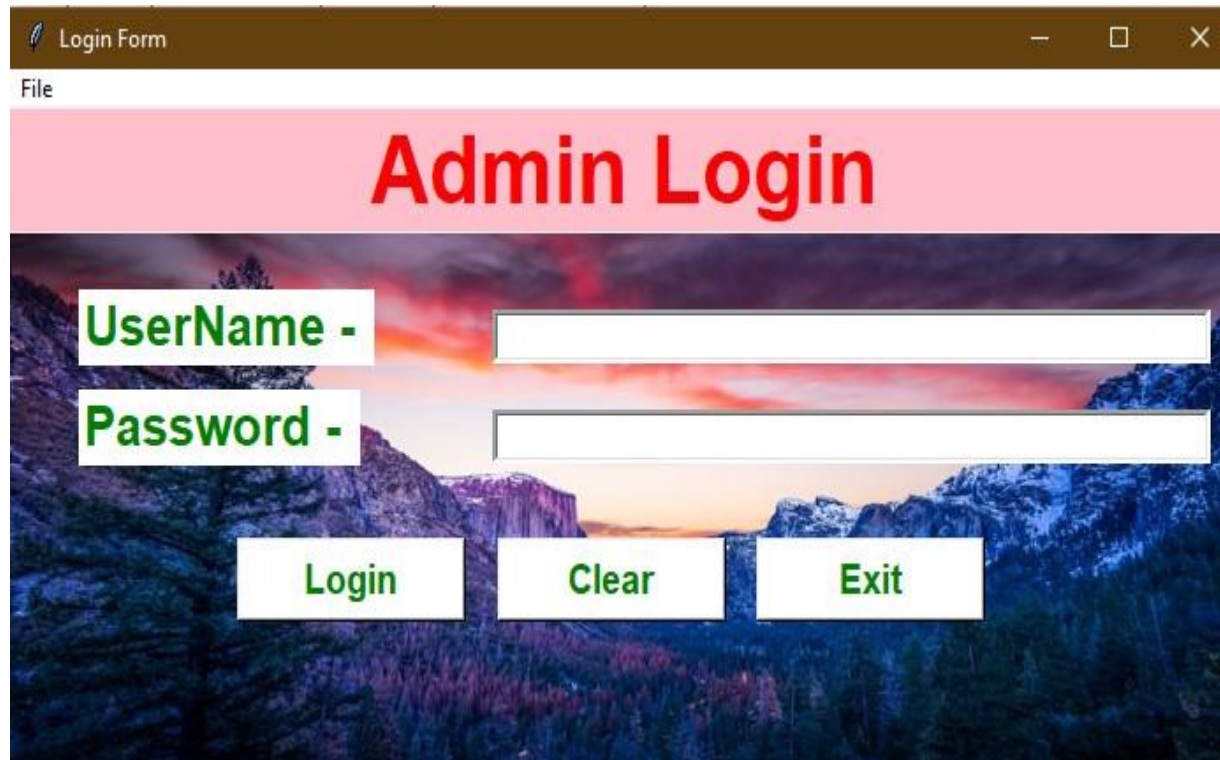 Login Form
File
Admin Login
UserName -
Password -
Login Clear Exit